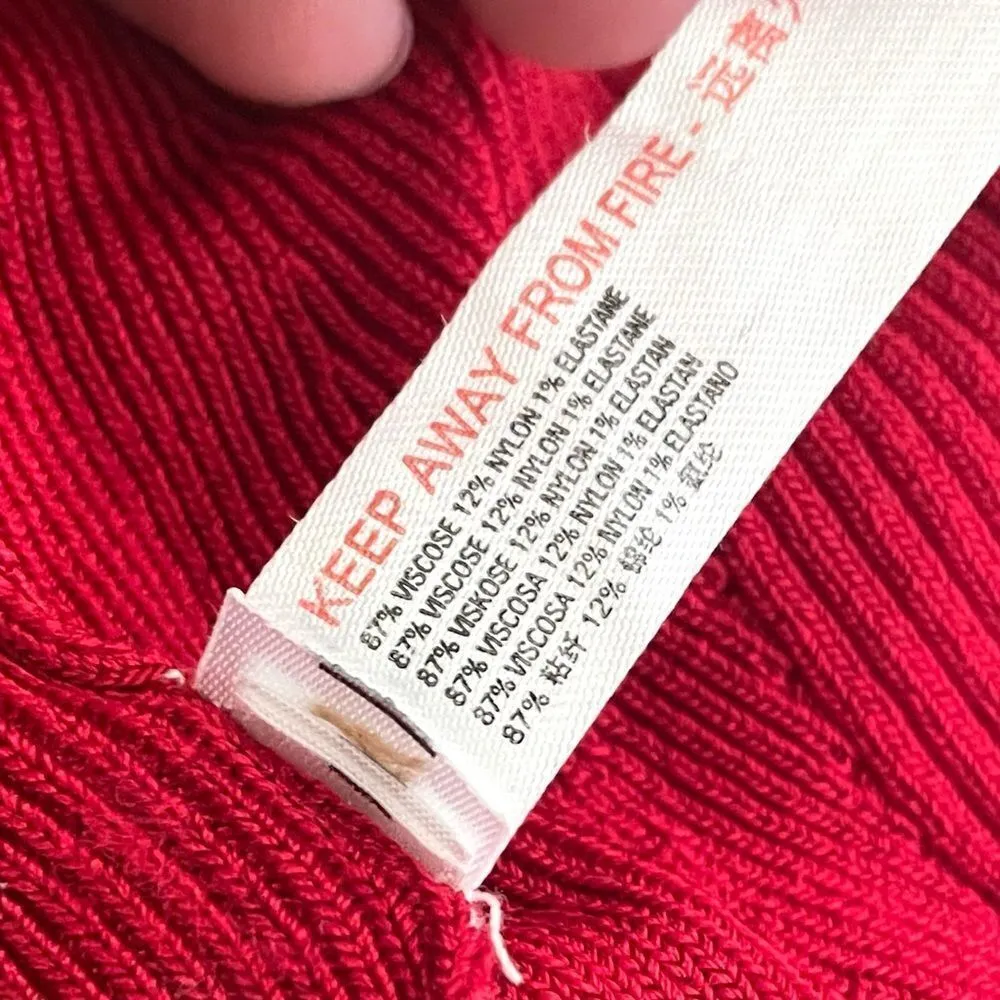 KEEP AWAY FROM FIRE - 远离火
87% VISCOSE 12% NYLON 1% ELASTANE
87% VISCOSE 12% NYLON 1% ELASTANE
87% VISKOSE 12% NYLON 1% ELASTAN
87% VISCOSA 12% NYLON 1% ELASTAN
87% VISCOSA 12% NYLON 1% ELASTANO
87% 粘纤 12% 锦纶 1% 氨纶